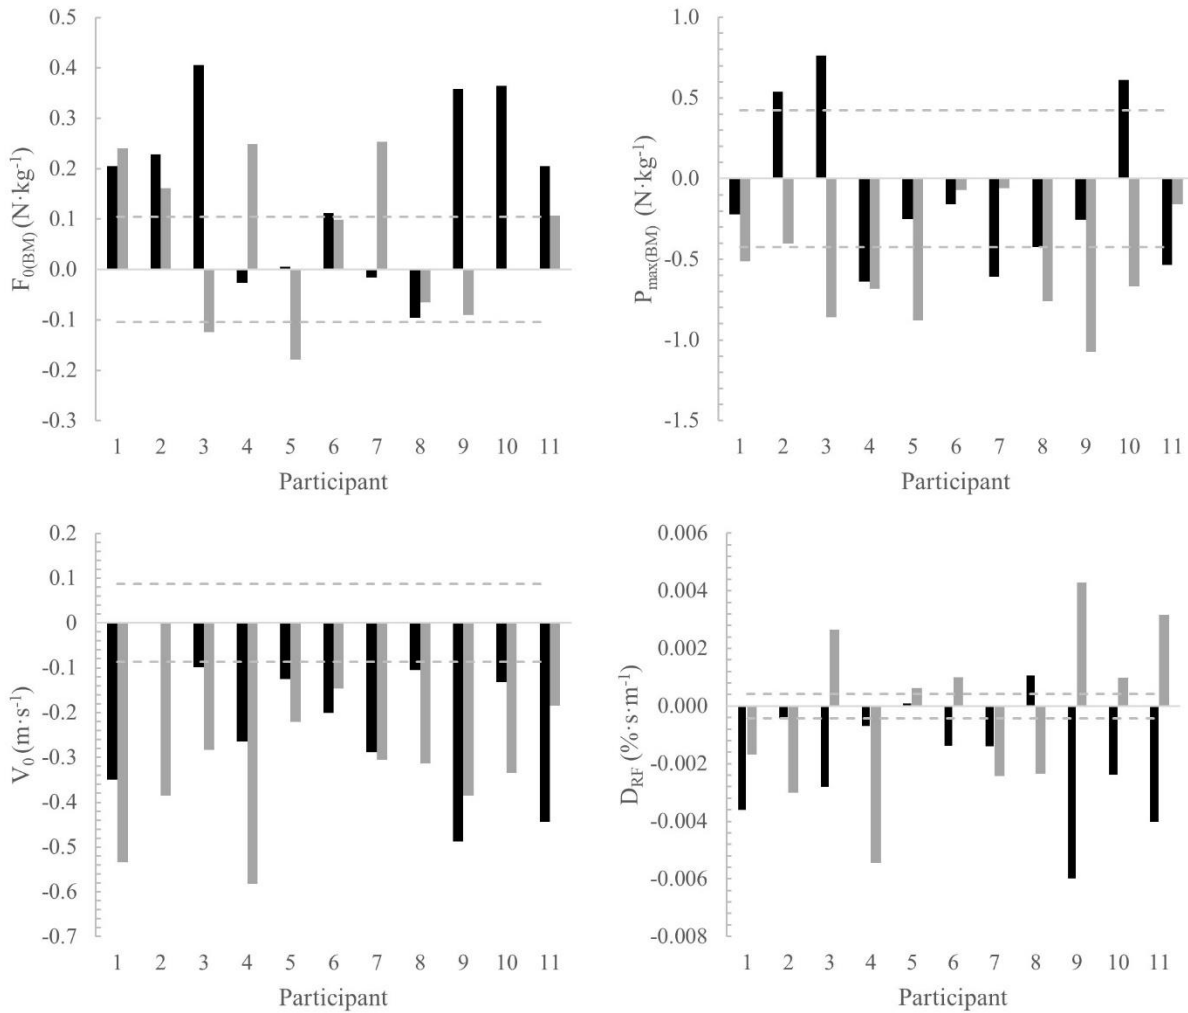 0.5
0.4
0.3
0.2
0.1
0.0
-0.1
-0.2
-0.3
F0(BM) (N·kg-1)
1 2 3 4 5 6 7 8 9 10 11
Participant
1.0
0.5
0.0
-0.5
-1.0
-1.5
Pmax(BM) (N·kg-1)
1 2 3 4 5 6 7 8 9 10 11
Participant
0.2
0.1
0
-0.1
-0.2
-0.3
-0.4
-0.5
-0.6
-0.7
V0 (m·s-1)
1 2 3 4 5 6 7 8 9 10 11
Participant
0.006
0.004
0.002
0.000
-0.002
-0.004
-0.006
-0.008
DRF (%·s·m-1)
1 2 3 4 5 6 7 8 9 10 11
Participant